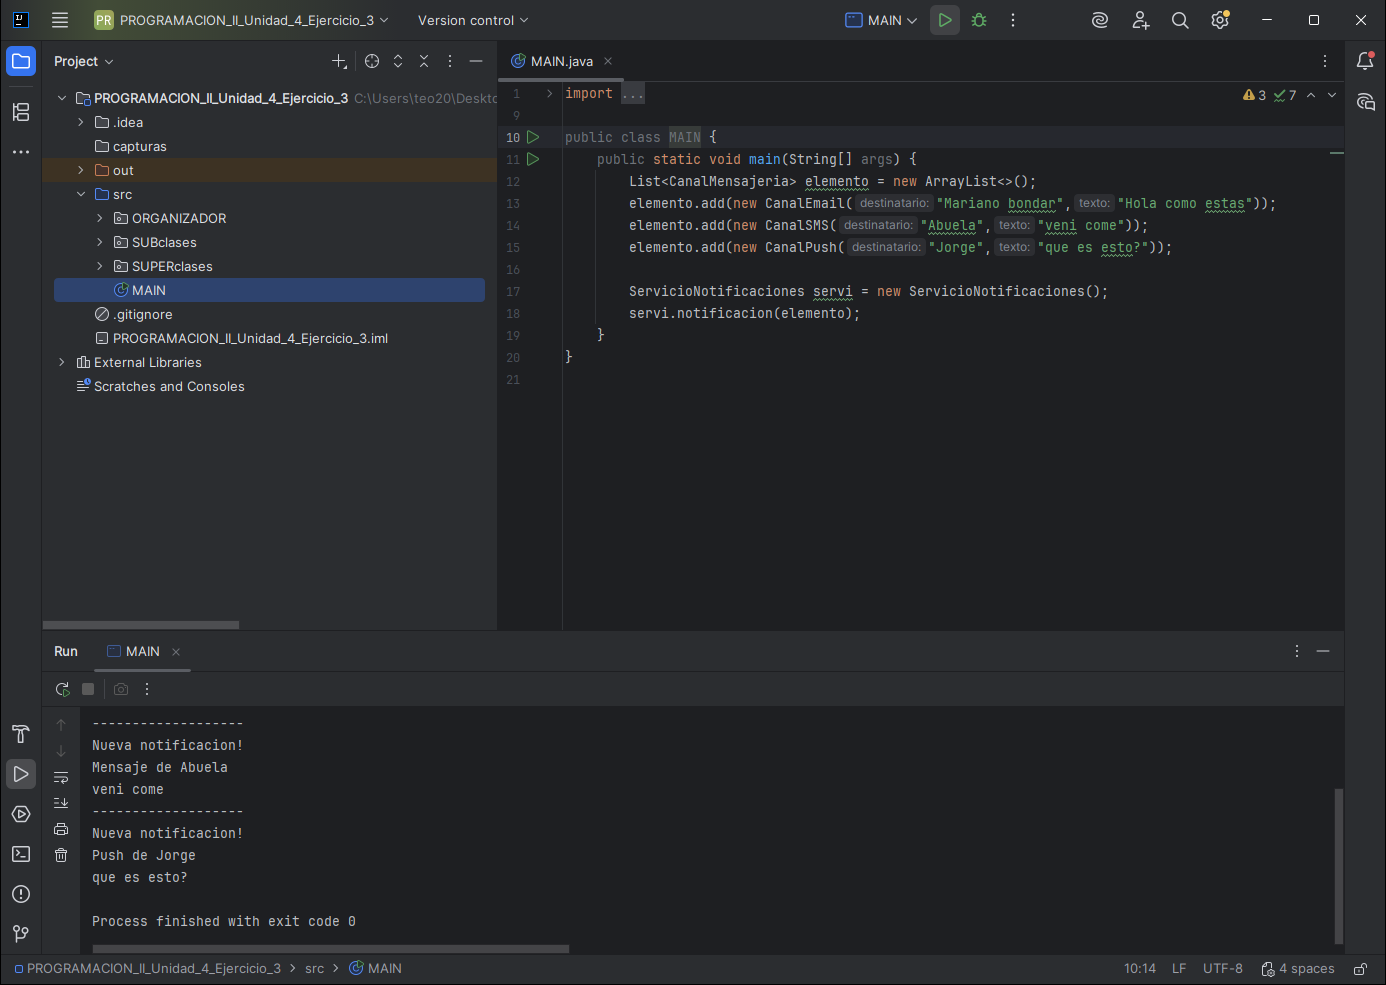 PR PROGRAMACION_II_Unidad_4_Ejercicio_3 Version control MAIN
Project
PROGRAMACION_II_Unidad_4_Ejercicio_3 C:\Users\teo20\Deskto
.idea
capturas
out
src
ORGANIZADOR
SUBclases
SUPERclases
MAIN
.gitignore
PROGRAMACION_II_Unidad_4_Ejercicio_3.iml
External Libraries
Scratches and Consoles
MAIN.java
3 7
1 import ...
9
10 public class MAIN {
11 public static void main(String[] args) {
12 List<CanalMensajeria> elemento = new ArrayList<>();
13 elemento.add(new CanalEmail( destinatario: "Mariano bondar", texto: "Hola como estas"));
14 elemento.add(new CanalSMS( destinatario: "Abuela", texto: "veni come"));
15 elemento.add(new CanalPush( destinatario: "Jorge", texto: "que es esto?"));
16
17 ServicioNotificaciones servi = new ServicioNotificaciones();
18 servi.notificacion(elemento);
19 }
20 }
21
Run MAIN
-------------------
Nueva notificacion!
Mensaje de Abuela
veni come
-------------------
Nueva notificacion!
Push de Jorge
que es esto?
Process finished with exit code 0
PROGRAMACION_II_Unidad_4_Ejercicio_3 > src > MAIN 10:14 LF UTF-8 4 spaces